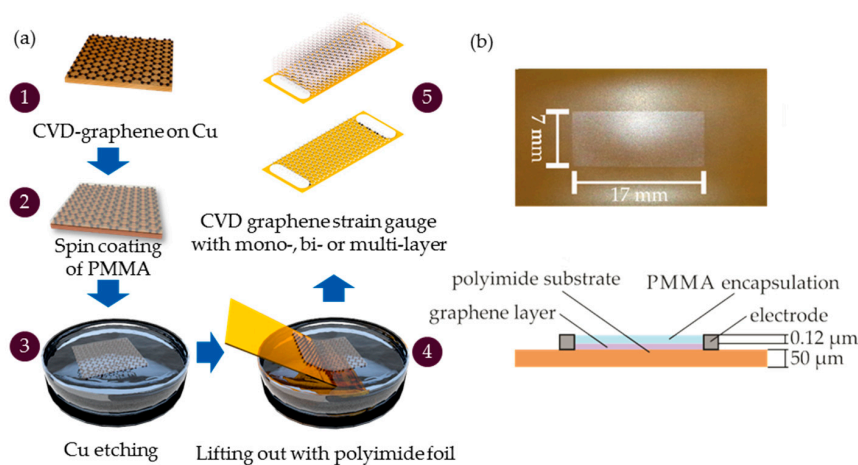 (a)
1
CVD-graphene on Cu
2
Spin coating
of PMMA
3
Cu etching
4
Lifting out with polyimide foil
5
CVD graphene strain gauge
with mono-, bi- or multi-layer
(b)
7 mm
17 mm
polyimide substrate
PMMA encapsulation
graphene layer
electrode
0.12 μm
50 μm